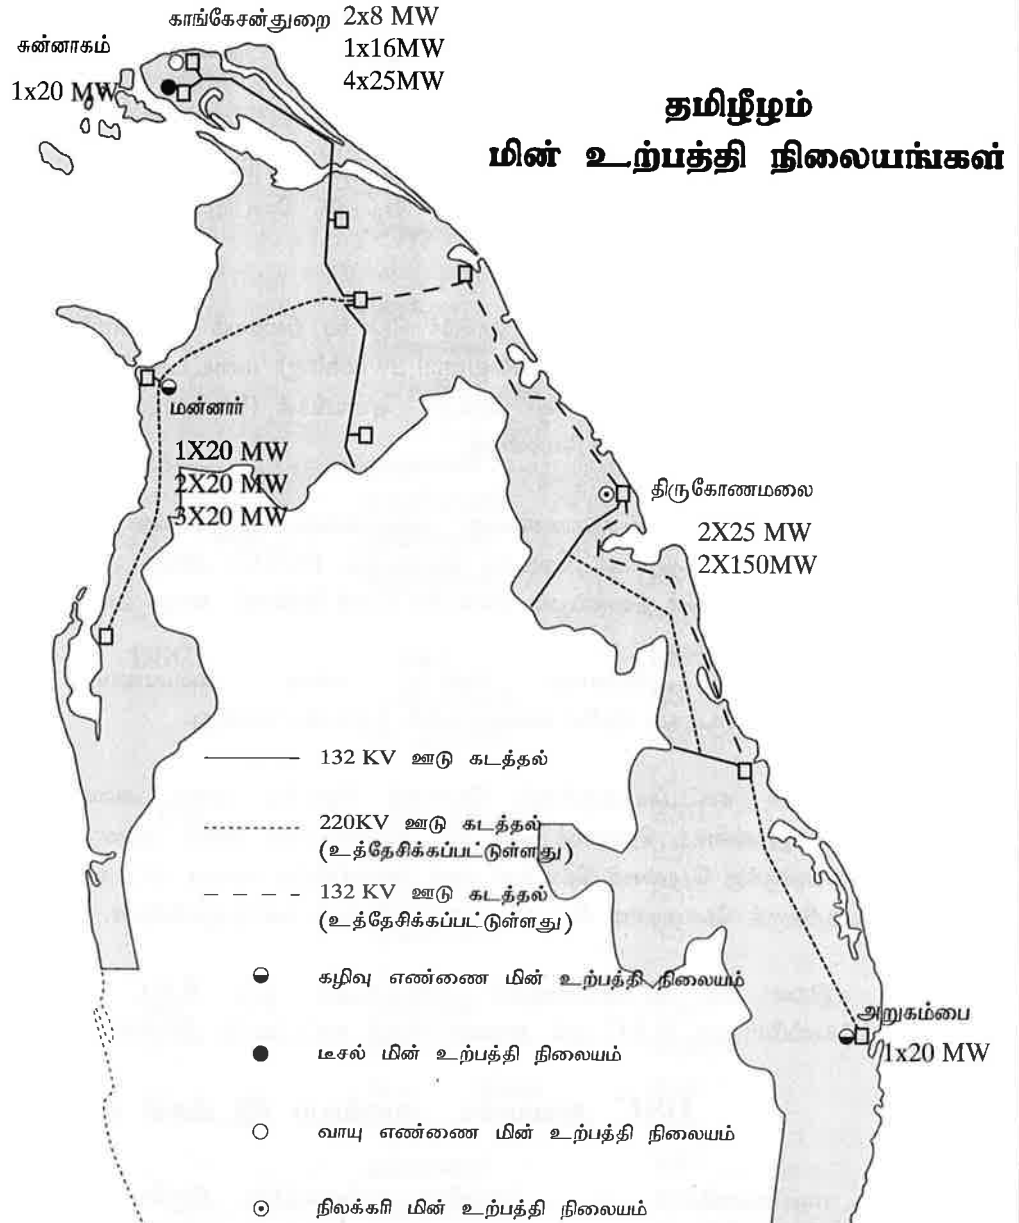 காங்கேசன்துறை 2x8 MW
1x16MW
4x25MW
சுன்னாகம்
1x20 MW
தமிழீழம்
மின் உற்பத்தி நிலையங்கள்
மன்னார்
1X20 MW
2X20 MW
3X20 MW
திருகோணமலை
2X25 MW
2X150MW
132 KV ஊடு கடத்தல்
220KV ஊடு கடத்தல்
(உத்தேசிக்கப்பட்டுள்ளது)
132 KV ஊடு கடத்தல்
(உத்தேசிக்கப்பட்டுள்ளது)
கழிவு எண்ணை மின் உற்பத்தி நிலையம்
அறுகம்பை
1x20 MW
டீசல் மின் உற்பத்தி நிலையம்
வாயு எண்ணை மின் உற்பத்தி நிலையம்
நிலக்கரி மின் உற்பத்தி நிலையம்